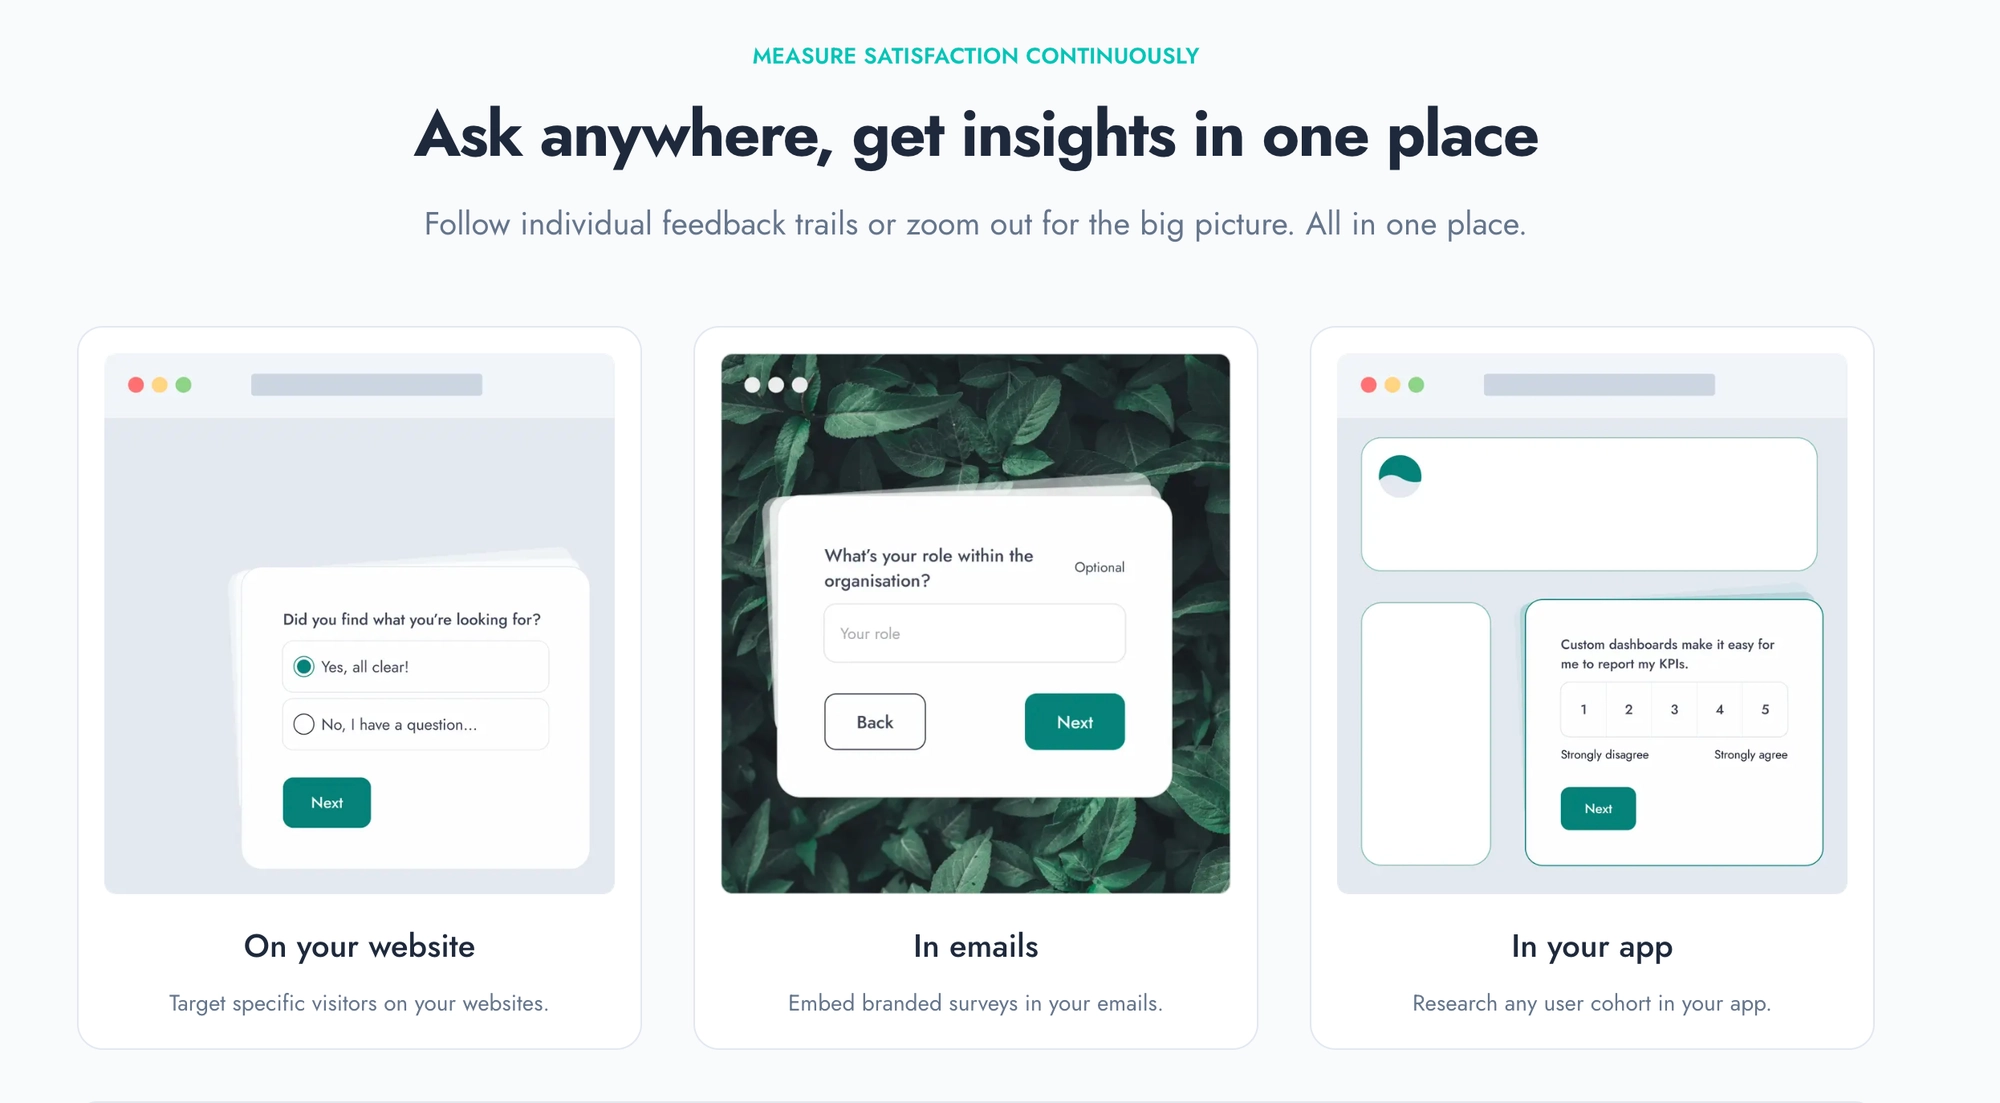 MEASURE SATISFACTION CONTINUOUSLY
Ask anywhere, get insights in one place
Follow individual feedback trails or zoom out for the big picture. All in one place.
Did you find what you're looking for?
Yes, all clear!
No, I have a question...
Next
On your website
Target specific visitors on your websites.
What's your role within the
organisation?
Optional
Your role
Back
Next
In emails
Embed branded surveys in your emails.
Custom dashboards make it easy for
me to report my KPIs.
1 2 3 4 5
Strongly disagree
Strongly agree
Next
In your app
Research any user cohort in your app.